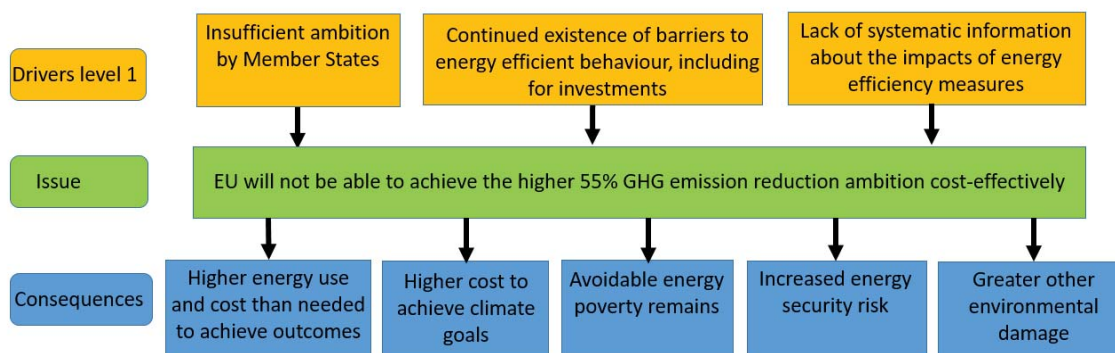 Drivers level 1
Insufficient ambition
by Member States
Continued existence of barriers to
energy efficient behaviour, including
for investments
Lack of systematic information
about the impacts of energy
efficiency measures
Issue
EU will not be able to achieve the higher 55% GHG emission reduction ambition cost-effectively
Consequences
Higher energy use
and cost than needed
to achieve outcomes
Higher cost to
achieve climate
goals
Avoidable energy
poverty remains
Increased energy
security risk
Greater other
environmental
damage